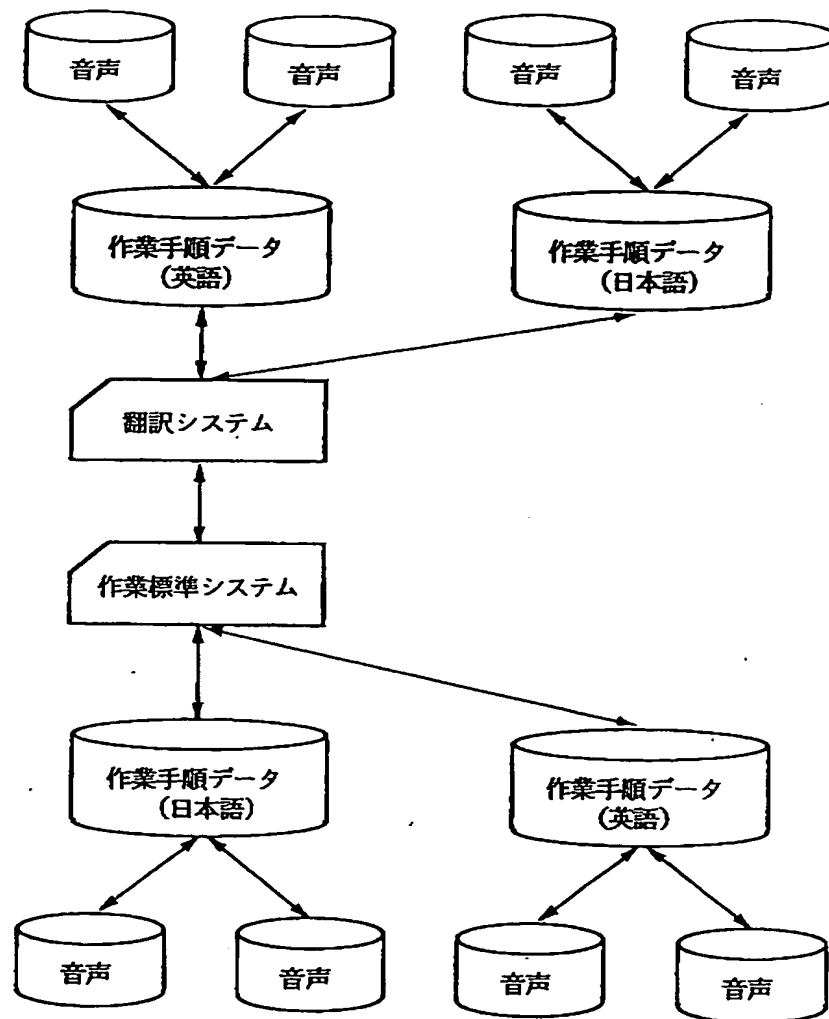 音声
音声
音声
音声
作業手順データ
(英語)
作業手順データ
(日本語)
翻訳システム
作業標準システム
作業手順データ
(日本語)
作業手順データ
(英語)
音声
音声
音声
音声